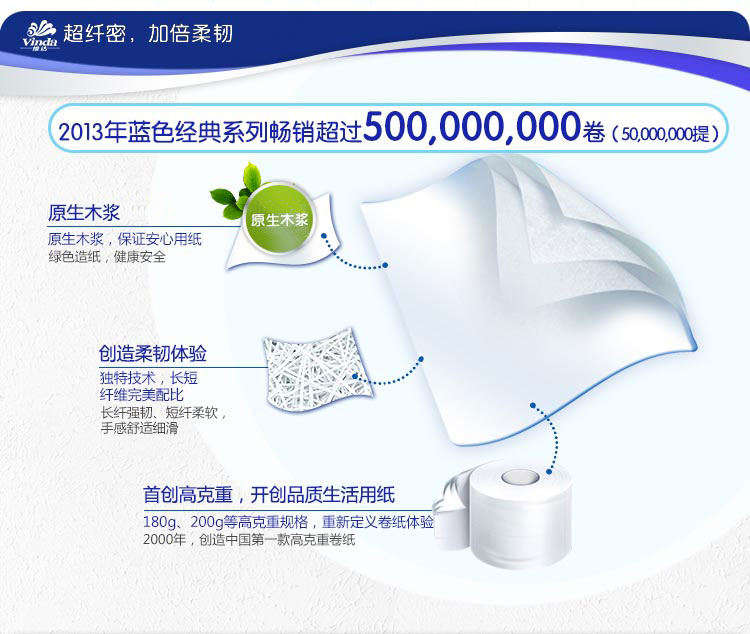 Vinda
维达
超纤密，加倍柔韧
2013年蓝色经典系列畅销超过500,000,000卷（50,000,000提）
原生木浆
原生木浆，保证安心用纸
绿色造纸，健康安全
原生木浆
创造柔韧体验
独特技术，长短
纤维完美配比
长纤强韧、短纤柔软，
手感舒适细滑
首创高克重，开创品质生活用纸
180g、200g等高克重规格，重新定义卷纸体验
2000年，创造中国第一款高克重卷纸